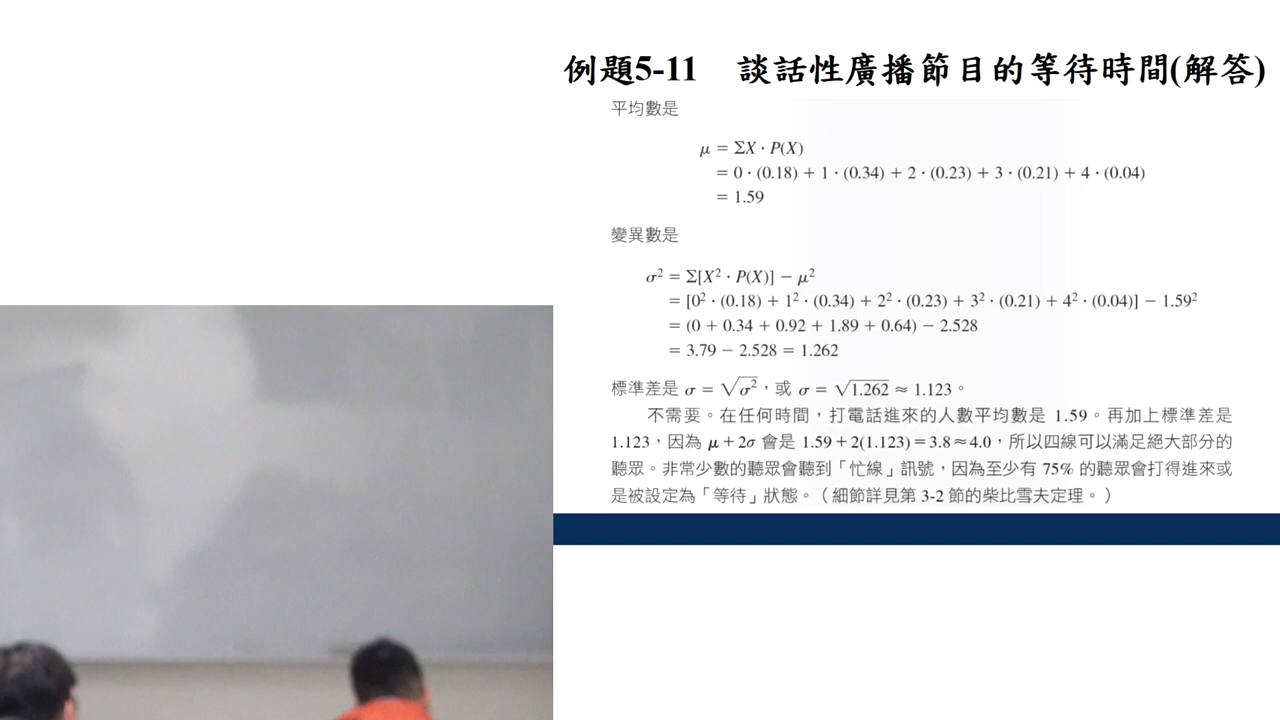 例題5-11 談話性廣播節目的等待時間(解答)
平均數是
μ = ΣX · P(X)
= 0 · (0.18) + 1 · (0.34) + 2 · (0.23) + 3 · (0.21) + 4 · (0.04)
= 1.59
變異數是
σ² = Σ[X² · P(X)] − μ²
= [0² · (0.18) + 1² · (0.34) + 2² · (0.23) + 3² · (0.21) + 4² · (0.04)] − 1.59²
= (0 + 0.34 + 0.92 + 1.89 + 0.64) − 2.528
= 3.79 − 2.528 = 1.262
標準差是 σ = √σ²，或 σ = √1.262 ≈ 1.123。
不需要。在任何時間，打電話進來的人數平均數是 1.59。再加上標準差是
1.123，因為 μ + 2σ 會是 1.59 + 2(1.123) = 3.8 ≈ 4.0，所以四線可以滿足絕大部分的
聽眾。非常少數的聽眾會聽到「忙線」訊號，因為至少有 75% 的聽眾會打得進來或
是被設定為「等待」狀態。（細節詳見第 3-2 節的柴比雪夫定理。）